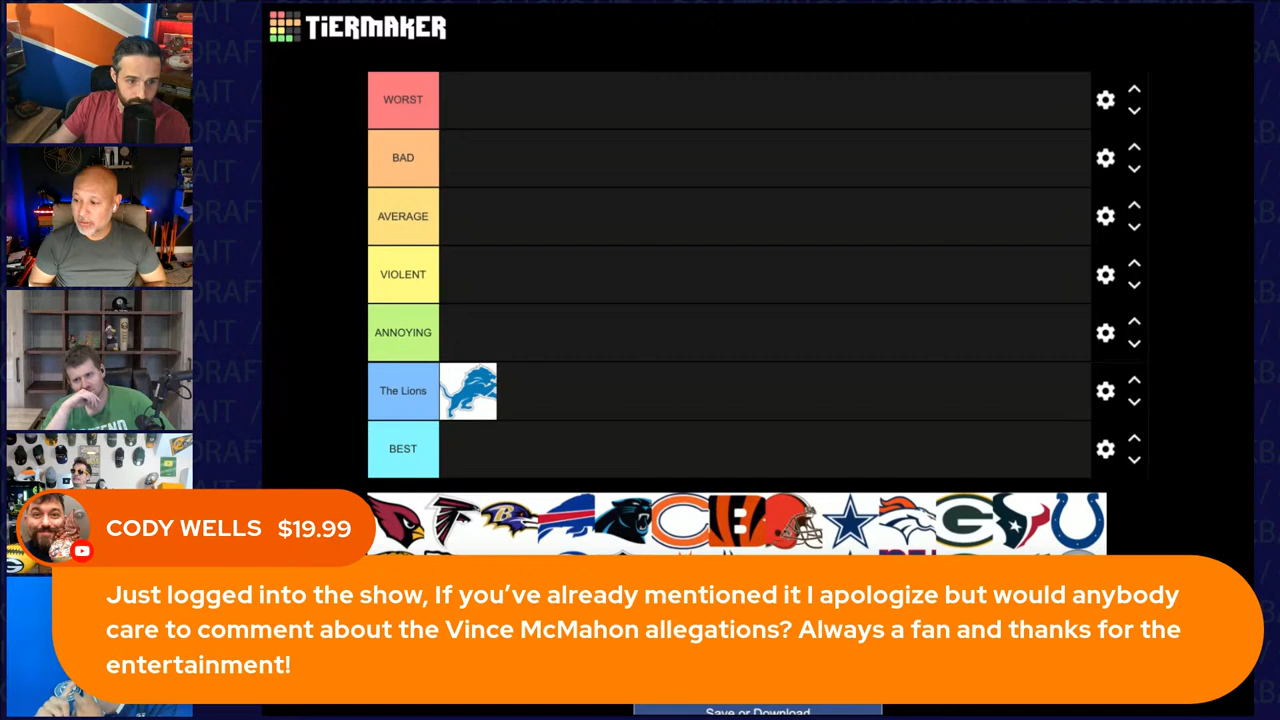 TiERMAKER
WORST
BAD
AVERAGE
VIOLENT
ANNOYING
The Lions
BEST
CODY WELLS $19.99
Just logged into the show, If you’ve already mentioned it I apologize but would anybody
care to comment about the Vince McMahon allegations? Always a fan and thanks for the
entertainment!
Save or Download